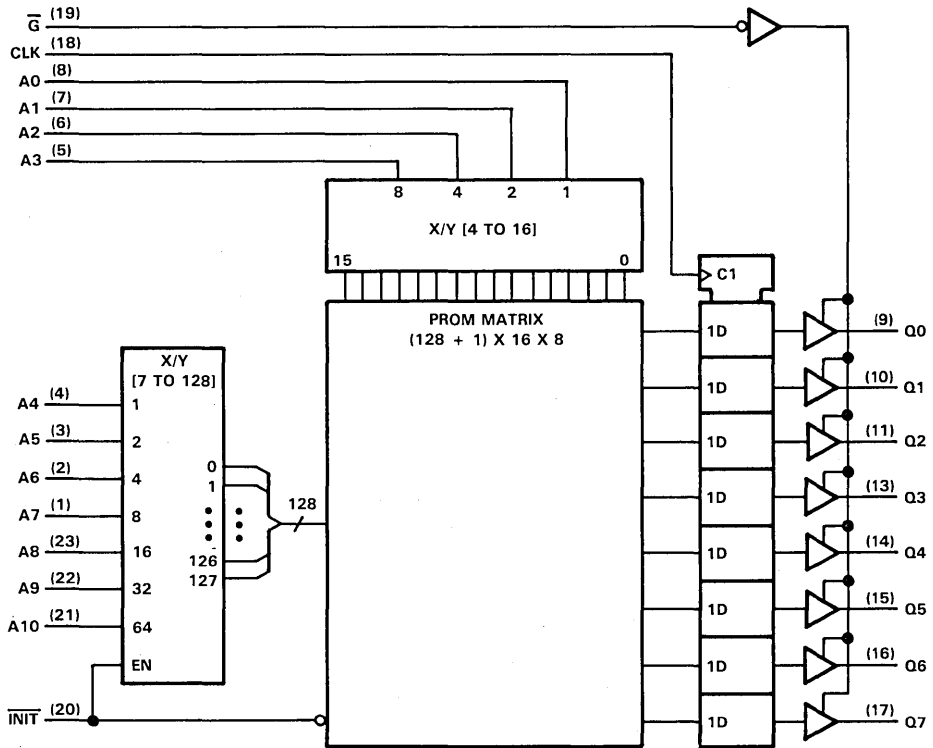 G (19)
CLK (18)
A0 (8)
A1 (7)
A2 (6)
A3 (5)
8 4 2 1
X/Y [4 TO 16]
15 0
C1
PROM MATRIX
(128 + 1) X 16 X 8
X/Y
[7 TO 128]
A4 (4) 1
A5 (3) 2
A6 (2) 4
A7 (1) 8
A8 (23) 16
A9 (22) 32
A10 (21) 64
EN
INIT (20)
0
1
126
127
128
1D (9) Q0
1D (10) Q1
1D (11) Q2
1D (13) Q3
1D (14) Q4
1D (15) Q5
1D (16) Q6
1D (17) Q7